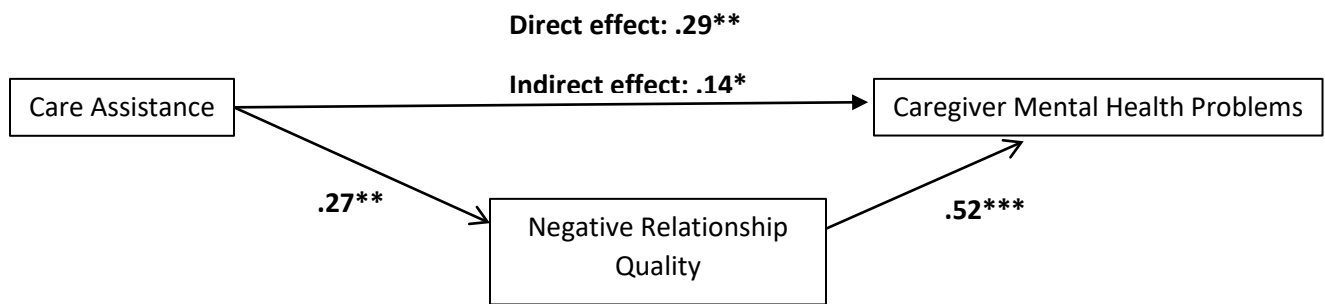 Direct effect: .29**
Indirect effect: .14*
Care Assistance
Caregiver Mental Health Problems
.27**
.52***
Negative Relationship
Quality